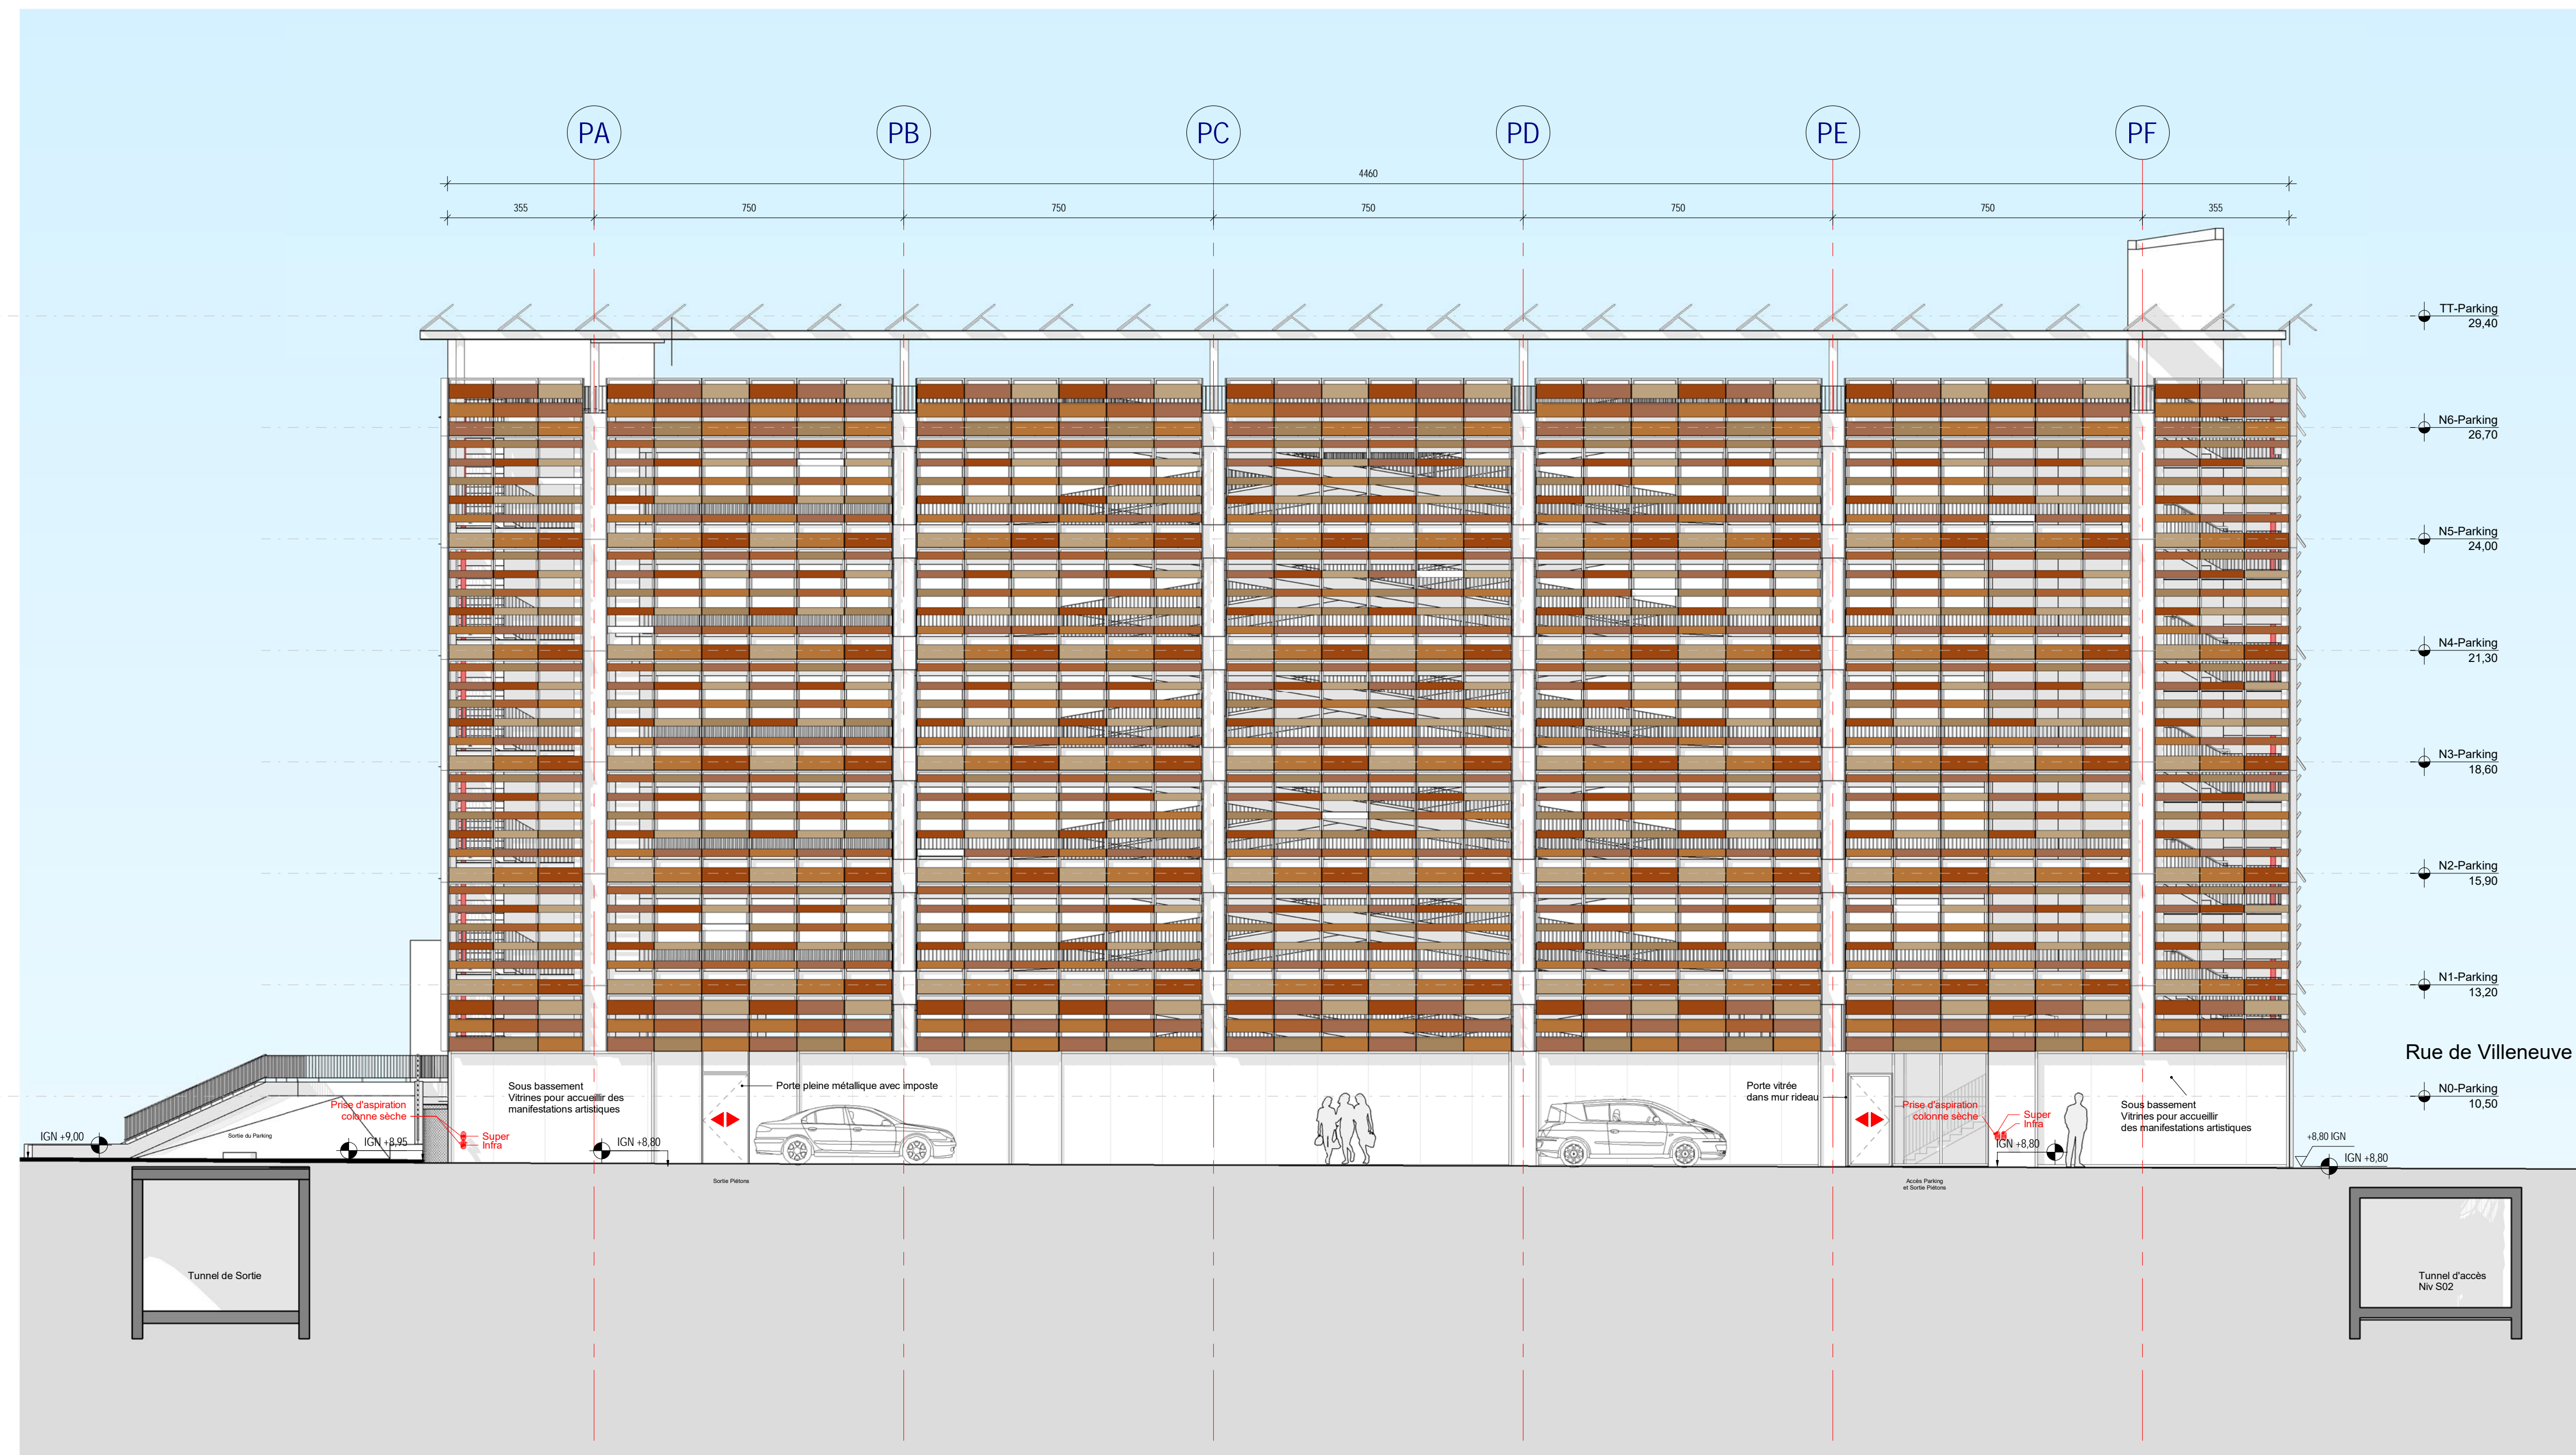 PA PB PC PD PE PF
4460
355 750 750 750 750 750 355
TT-Parking
29,40
N6-Parking
26,70
N5-Parking
24,00
N4-Parking
21,30
N3-Parking
18,60
N2-Parking
15,90
N1-Parking
13,20
Rue de Villeneuve
N0-Parking
10,50
Sous bassement
Vitrines pour accueillir des
manifestations artistiques
Porte pleine métallique avec imposte
Porte vitrée
dans mur rideau
Prise d'aspiration
colonne sèche
Super
Infra
Prise d'aspiration
colonne sèche
Super
Infra
Sous bassement
Vitrines pour accueillir
des manifestations artistiques
IGN +9,00
Sortie du Parking
IGN +8,95
IGN +8,80
IGN +8,80
+8,80 IGN
IGN +8,80
Sortie Piétons
Accès Parking
et Sortie Piétons
Tunnel de Sortie
Tunnel d'accès
Niv S02